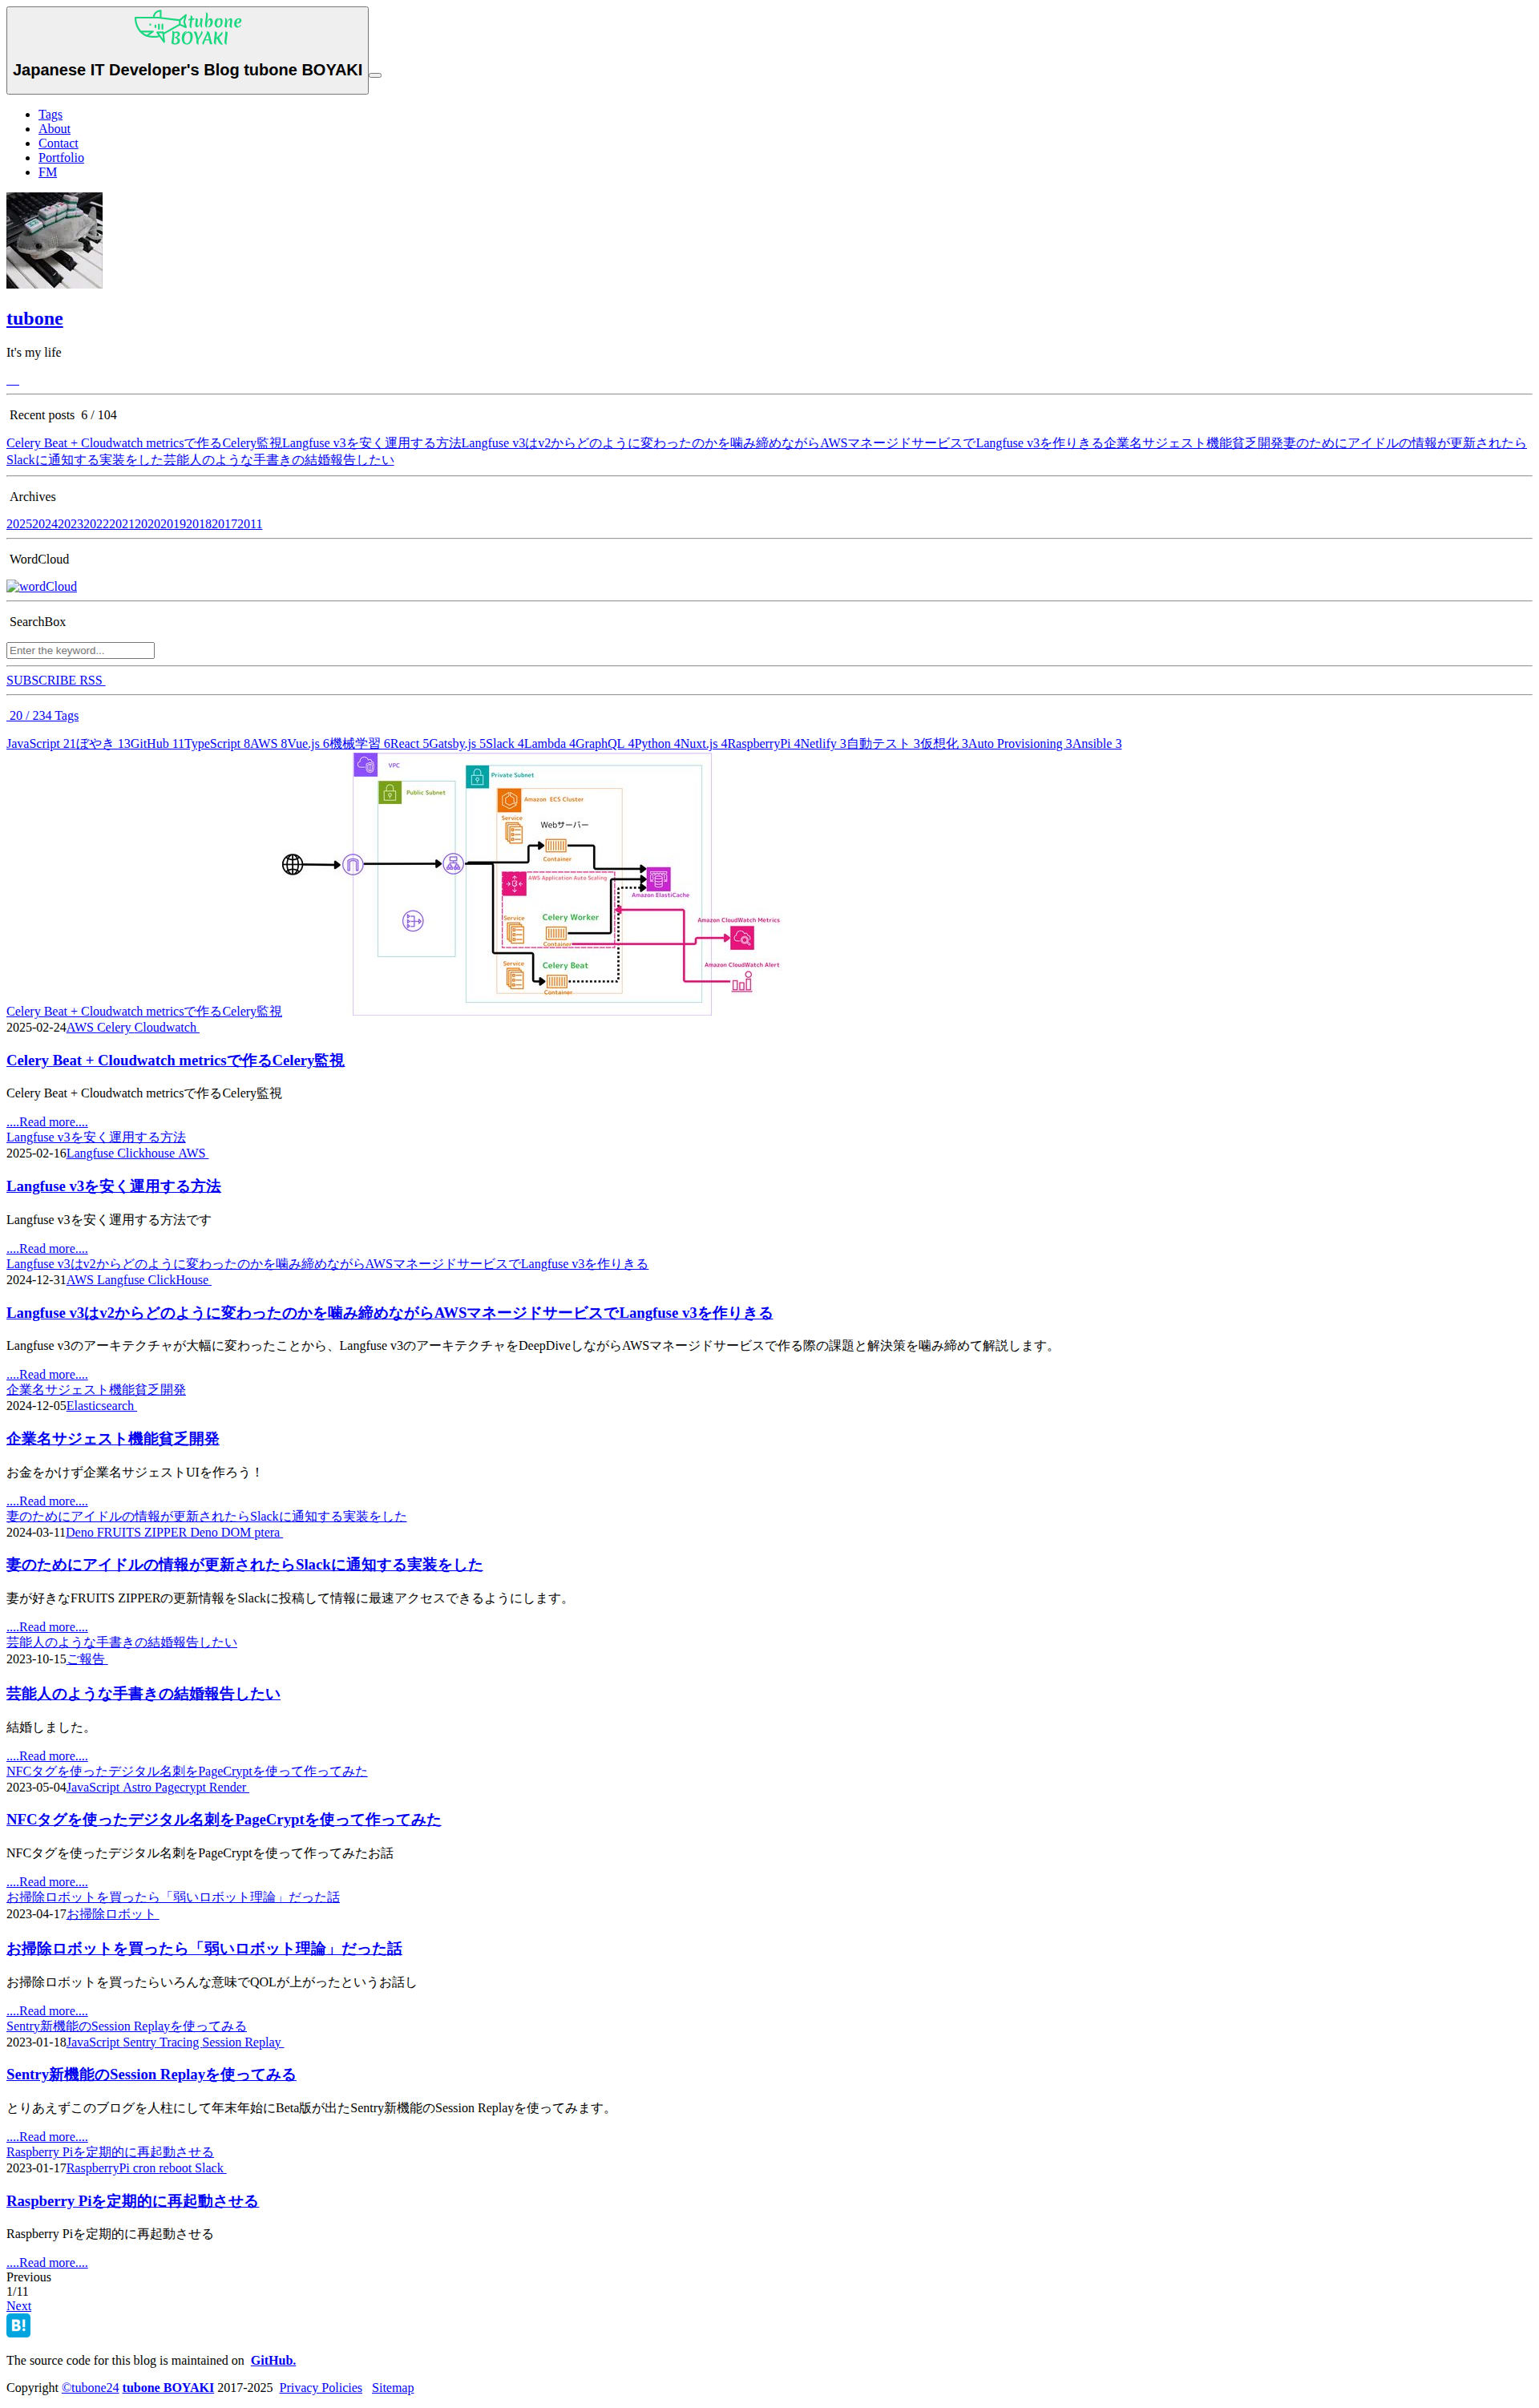 tubone
BOYAKI
Japanese IT Developer's Blog tubone BOYAKI
Tags
About
Contact
Portfolio
FM
tubone
It's my life
Recent posts 6 / 104
Celery Beat + Cloudwatch metricsで作るCelery監視Langfuse v3を安く運用する方法Langfuse v3はv2からどのように変わったのかを噛み締めながらAWSマネージドサービスでLangfuse v3を作りきる企業名サジェスト機能貧乏開発妻のためにアイドルの情報が更新されたら
Slackに通知する実装をした芸能人のような手書きの結婚報告したい
Archives
2025202420232022202120202019201820172011
WordCloud
wordCloud
SearchBox
Enter the keyword...
SUBSCRIBE RSS
20 / 234 Tags
JavaScript 21ぼやき 13GitHub 11TypeScript 8AWS 8Vue.js 6機械学習 6React 5Gatsby.js 5Slack 4Lambda 4GraphQL 4Python 4Nuxt.js 4RaspberryPi 4Netlify 3自動テスト 3仮想化 3Auto Provisioning 3Ansible 3
VPC
Private Subnet
Public Subnet
Amazon ECS Cluster
Service
Webサーバー
Container
AWS Application Auto Scaling
Amazon ElastiCache
Service
Celery Worker
Container
Amazon CloudWatch Metrics
Service
Celery Beat
Container
Amazon CloudWatch Alert
Celery Beat + Cloudwatch metricsで作るCelery監視
2025-02-24AWS Celery Cloudwatch
Celery Beat + Cloudwatch metricsで作るCelery監視
Celery Beat + Cloudwatch metricsで作るCelery監視
....Read more....
Langfuse v3を安く運用する方法
2025-02-16Langfuse Clickhouse AWS
Langfuse v3を安く運用する方法
Langfuse v3を安く運用する方法です
....Read more....
Langfuse v3はv2からどのように変わったのかを噛み締めながらAWSマネージドサービスでLangfuse v3を作りきる
2024-12-31AWS Langfuse ClickHouse
Langfuse v3はv2からどのように変わったのかを噛み締めながらAWSマネージドサービスでLangfuse v3を作りきる
Langfuse v3のアーキテクチャが大幅に変わったことから、Langfuse v3のアーキテクチャをDeepDiveしながらAWSマネージドサービスで作る際の課題と解決策を噛み締めて解説します。
....Read more....
企業名サジェスト機能貧乏開発
2024-12-05Elasticsearch
企業名サジェスト機能貧乏開発
お金をかけず企業名サジェストUIを作ろう！
....Read more....
妻のためにアイドルの情報が更新されたらSlackに通知する実装をした
2024-03-11Deno FRUITS ZIPPER Deno DOM ptera
妻のためにアイドルの情報が更新されたらSlackに通知する実装をした
妻が好きなFRUITS ZIPPERの更新情報をSlackに投稿して情報に最速アクセスできるようにします。
....Read more....
芸能人のような手書きの結婚報告したい
2023-10-15ご報告
芸能人のような手書きの結婚報告したい
結婚しました。
....Read more....
NFCタグを使ったデジタル名刺をPageCryptを使って作ってみた
2023-05-04JavaScript Astro Pagecrypt Render
NFCタグを使ったデジタル名刺をPageCryptを使って作ってみた
NFCタグを使ったデジタル名刺をPageCryptを使って作ってみたお話
....Read more....
お掃除ロボットを買ったら「弱いロボット理論」だった話
2023-04-17お掃除ロボット
お掃除ロボットを買ったら「弱いロボット理論」だった話
お掃除ロボットを買ったらいろんな意味でQOLが上がったというお話し
....Read more....
Sentry新機能のSession Replayを使ってみる
2023-01-18JavaScript Sentry Tracing Session Replay
Sentry新機能のSession Replayを使ってみる
とりあえずこのブログを人柱にして年末年始にBeta版が出たSentry新機能のSession Replayを使ってみます。
....Read more....
Raspberry Piを定期的に再起動させる
2023-01-17RaspberryPi cron reboot Slack
Raspberry Piを定期的に再起動させる
Raspberry Piを定期的に再起動させる
....Read more....
Previous
1/11
Next
B!
The source code for this blog is maintained on GitHub.
Copyright ©tubone24 tubone BOYAKI 2017-2025 Privacy Policies Sitemap